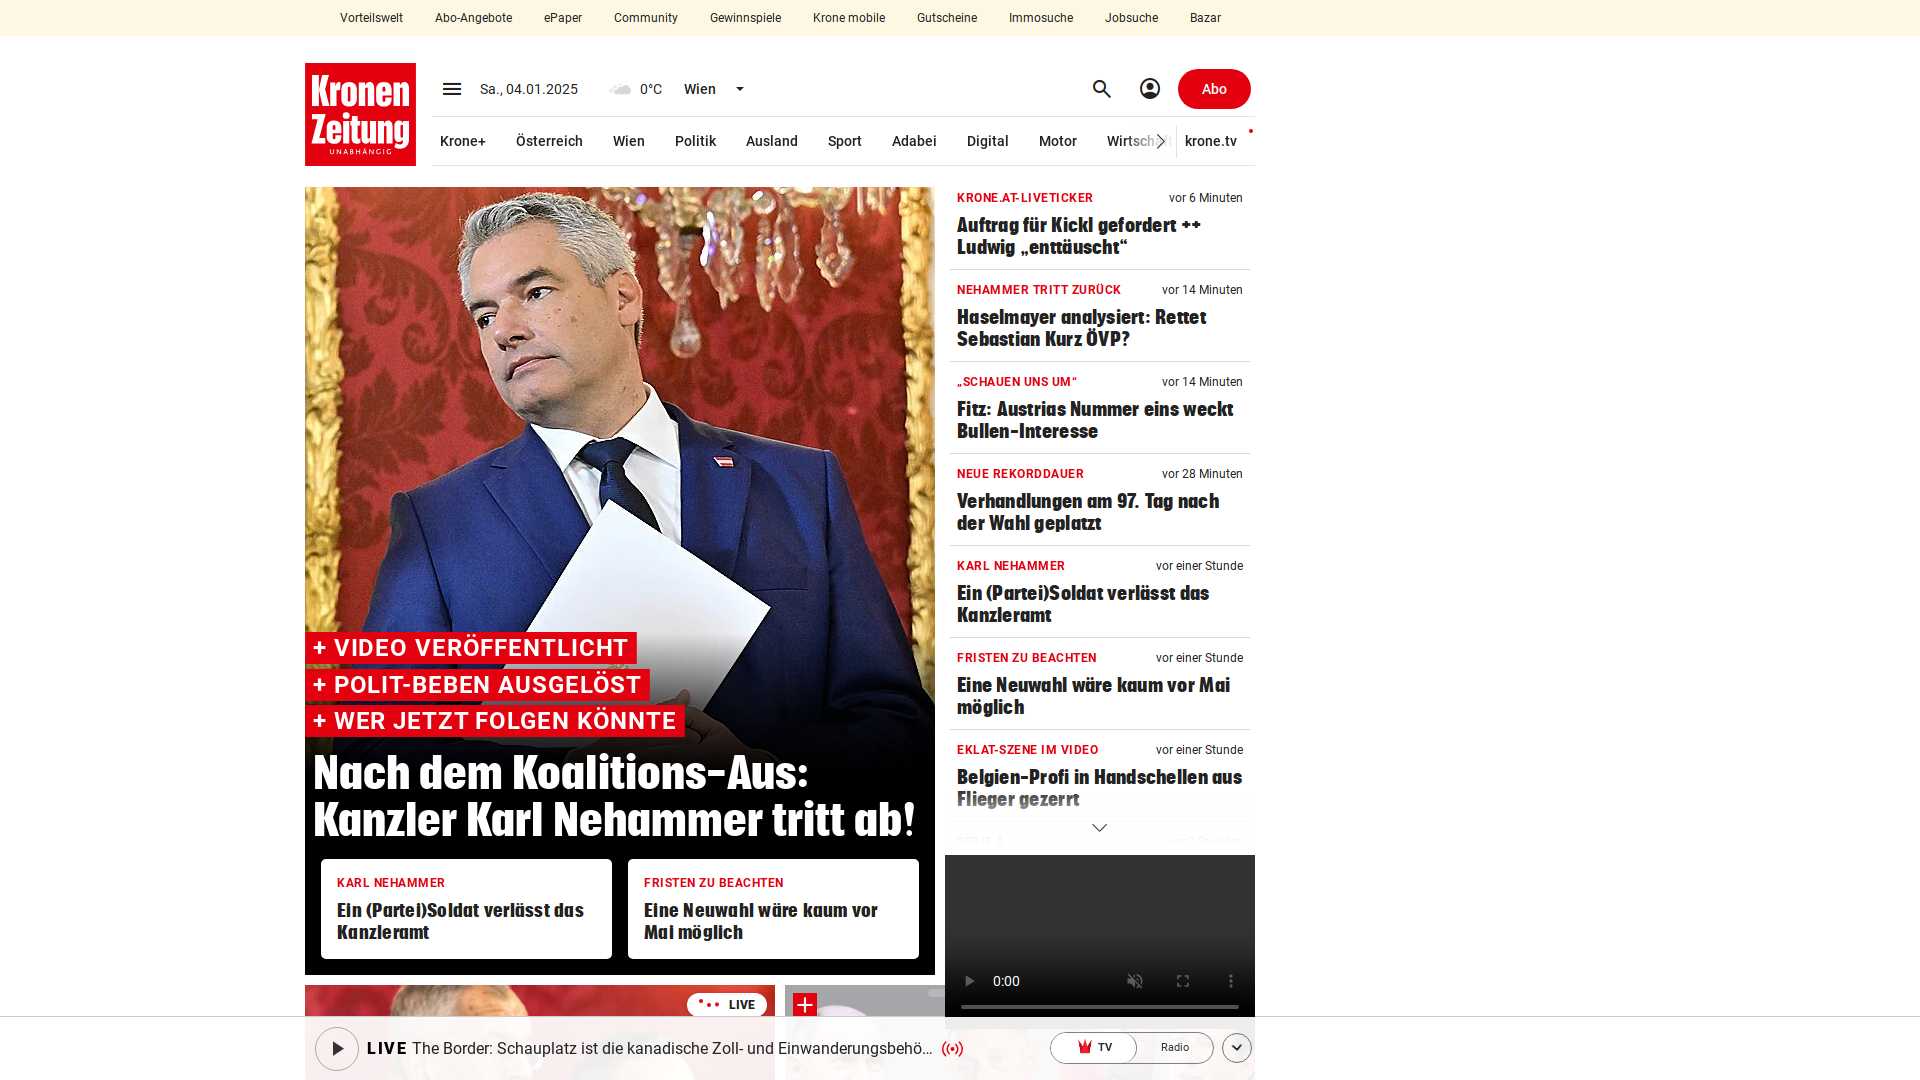 Vorteilswelt Abo-Angebote ePaper Community Gewinnspiele Krone mobile Gutscheine Immosuche Jobsuche Bazar
Kronen
Zeitung
UNABHÄNGIG
Sa., 04.01.2025 0°C Wien Abo
Krone+ Österreich Wien Politik Ausland Sport Adabei Digital Motor Wirtschaft krone.tv
+ VIDEO VERÖFFENTLICHT
+ POLIT-BEBEN AUSGELÖST
+ WER JETZT FOLGEN KÖNNTE
Nach dem Koalitions-Aus:
Kanzler Karl Nehammer tritt ab!
KARL NEHAMMER
Ein (Partei)Soldat verlässt das
Kanzleramt
FRISTEN ZU BEACHTEN
Eine Neuwahl wäre kaum vor
Mai möglich
KRONE.AT-LIVETICKER vor 6 Minuten
Auftrag für Kickl gefordert ++
Ludwig „enttäuscht“
NEHAMMER TRITT ZURÜCK vor 14 Minuten
Haselmayer analysiert: Rettet
Sebastian Kurz ÖVP?
„SCHAUEN UNS UM“ vor 14 Minuten
Fitz: Austrias Nummer eins weckt
Bullen-Interesse
NEUE REKORDDAUER vor 28 Minuten
Verhandlungen am 97. Tag nach
der Wahl geplatzt
KARL NEHAMMER vor einer Stunde
Ein (Partei)Soldat verlässt das
Kanzleramt
FRISTEN ZU BEACHTEN vor einer Stunde
Eine Neuwahl wäre kaum vor Mai
möglich
EKLAT-SZENE IM VIDEO vor einer Stunde
Belgien-Profi in Handschellen aus
Flieger gezerrt
0:00
LIVE
LIVE The Border: Schauplatz ist die kanadische Zoll- und Einwanderungsbehö... TV Radio